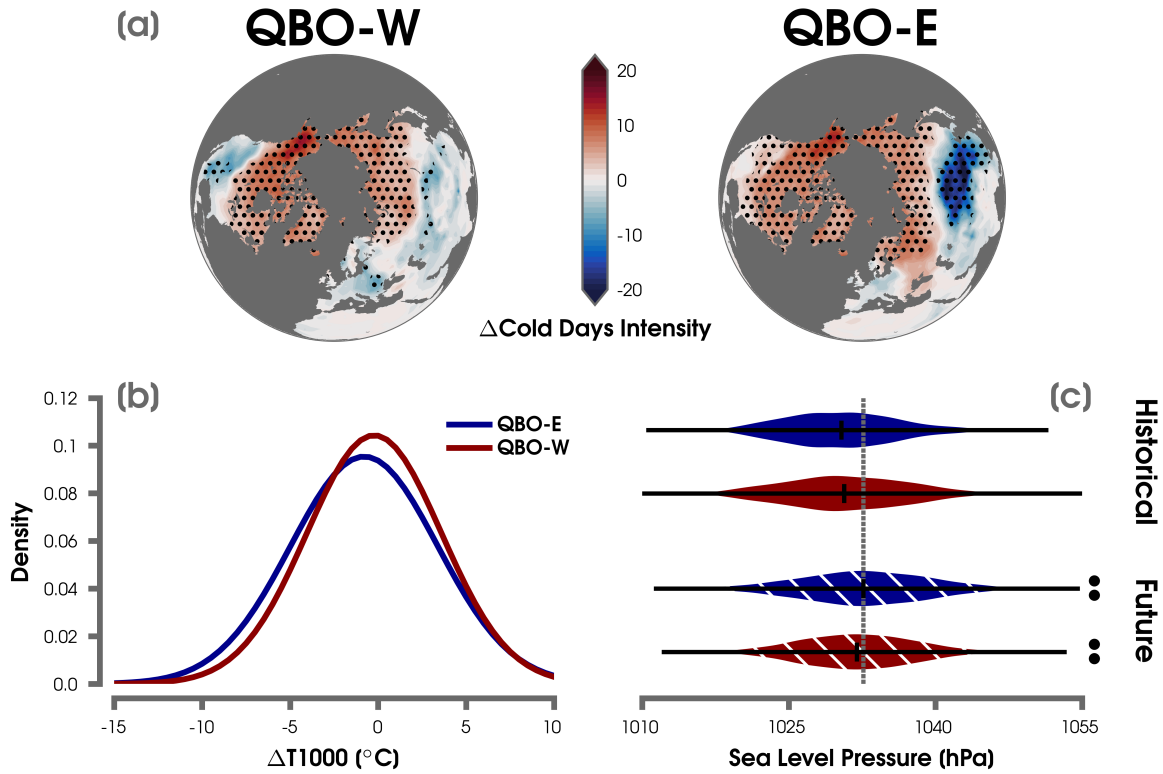 (a)
QBO-W
QBO-E
20
10
0
-10
-20
ΔCold Days Intensity
(b)
QBO-E
QBO-W
0.12
0.1
0.08
0.06
0.04
0.02
0.0
Density
-15 -10 -5 0 5 10
ΔT1000 (°C)
(c)
Historical
Future
1010 1025 1040 1055
Sea Level Pressure (hPa)